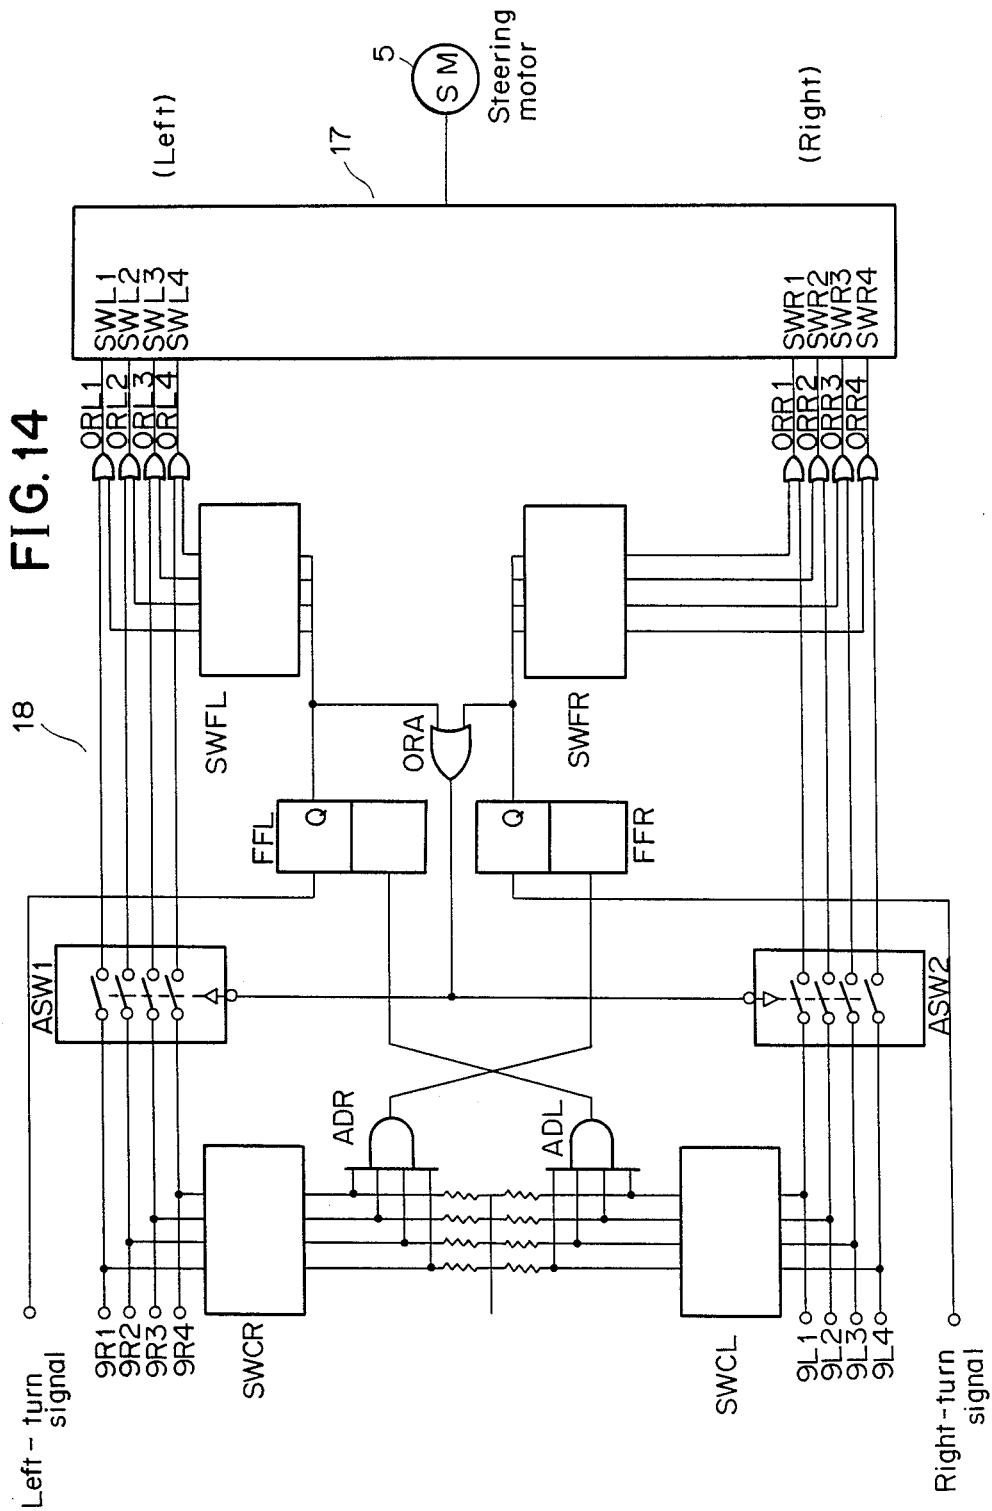 FIG.14
Left-turn
signal
9R1
9R2
9R3
9R4
SWCR
SWCL
9L1
9L2
9L3
9L4
Right-turn
signal
ADR
ADL
ASW1
ASW2
FFL
Q
Q
FFR
18
ORA
SWFL
SWFR
ORL1
ORL2
ORL3
ORL4
ORR1
ORR2
ORR3
ORR4
SWL1
SWL2
SWL3
SWL4
SWR1
SWR2
SWR3
SWR4
17
(Left)
(Right)
5
SM
Steering
motor